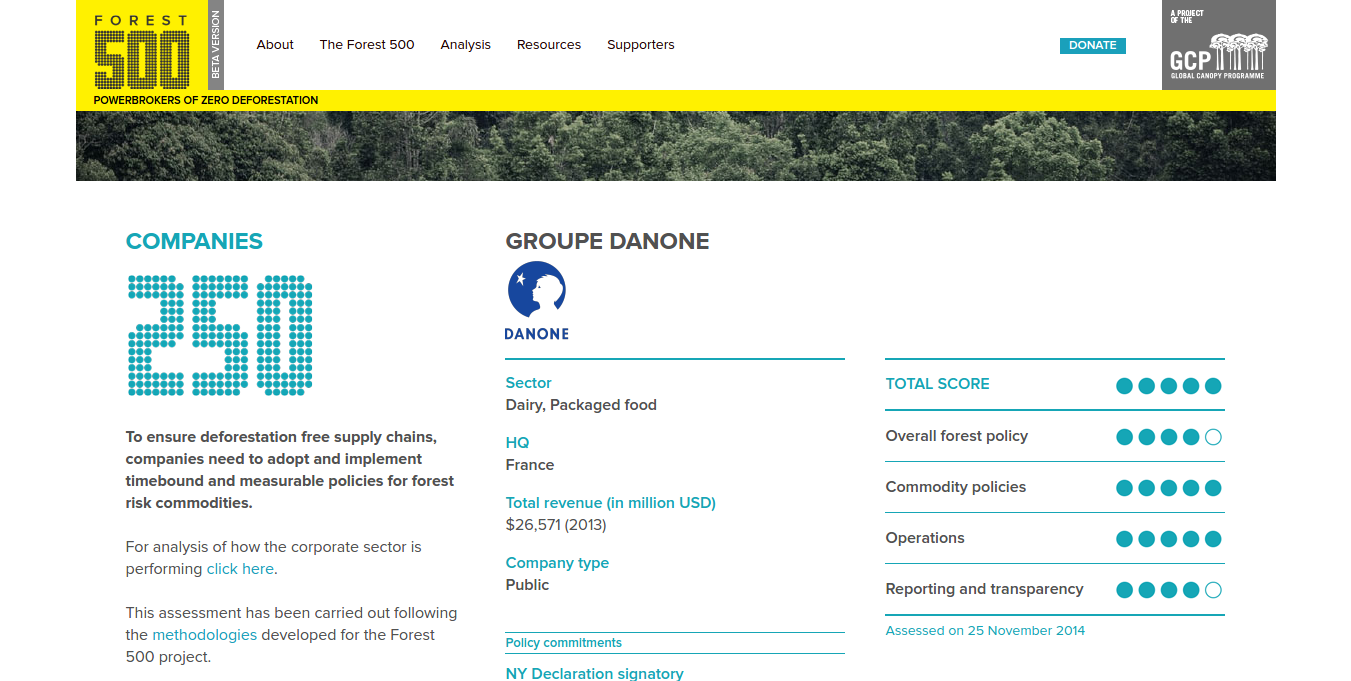 FOREST
500
BETA VERSION
About
The Forest 500
Analysis
Resources
Supporters
DONATE
A PROJECT
OF THE
GCP
GLOBAL CANOPY PROGRAMME
POWERBROKERS OF ZERO DEFORESTATION
COMPANIES
250
To ensure deforestation free supply chains,
companies need to adopt and implement
timebound and measurable policies for forest
risk commodities.
For analysis of how the corporate sector is
performing click here.
This assessment has been carried out following
the methodologies developed for the Forest
500 project.
GROUPE DANONE
DANONE
Sector
Dairy, Packaged food
HQ
France
Total revenue (in million USD)
$26,571 (2013)
Company type
Public
Policy commitments
NY Declaration signatory
TOTAL SCORE
Overall forest policy
Commodity policies
Operations
Reporting and transparency
Assessed on 25 November 2014